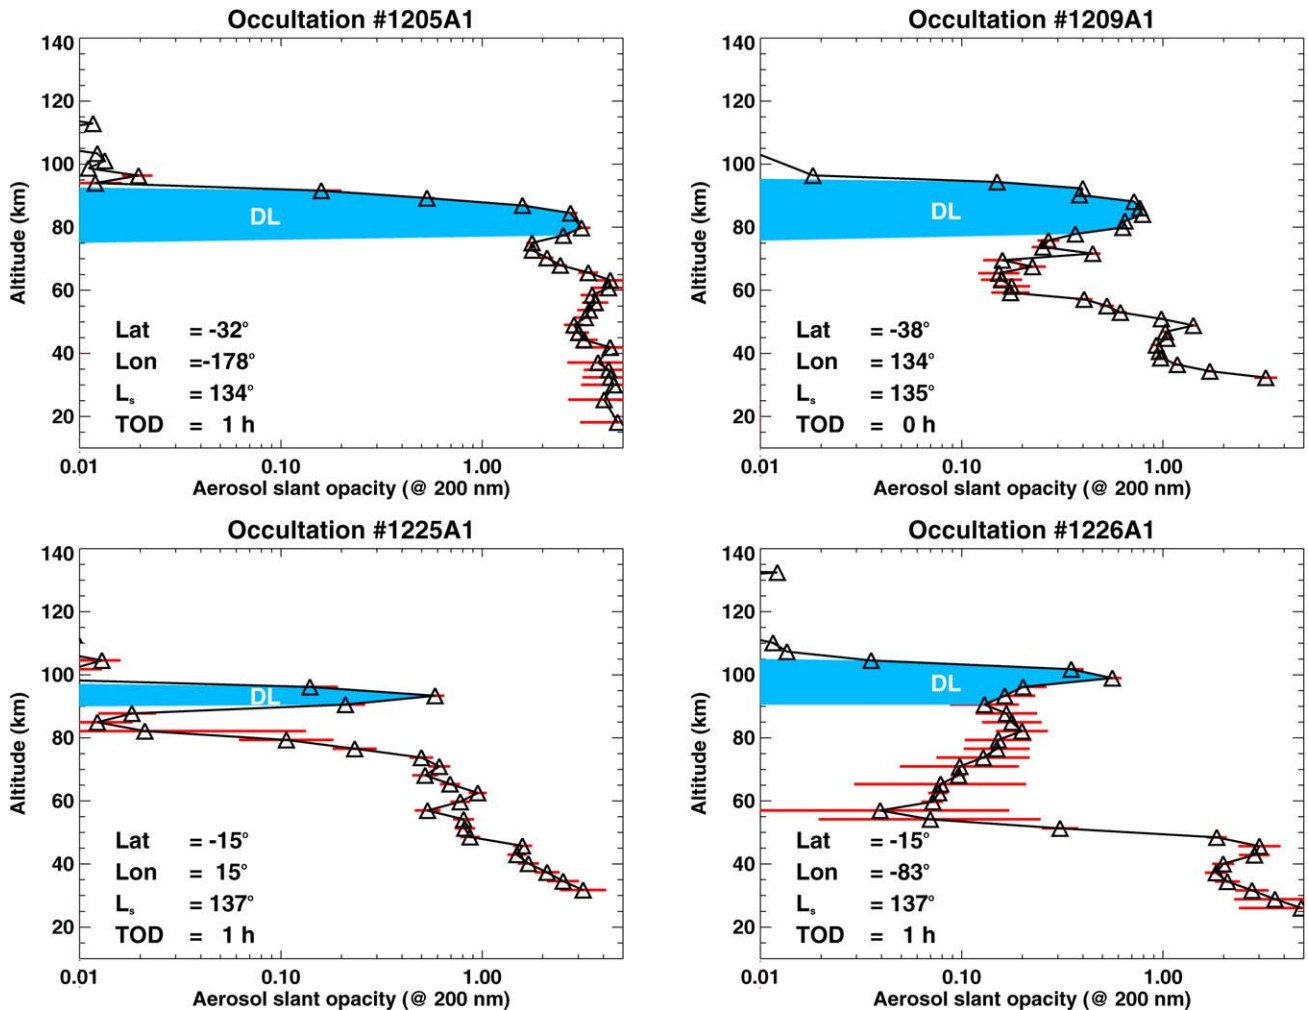 Occultation #1205A1
140
120
100
80
60
40
20
Altitude (km)
DL
Lat = -32°
Lon =-178°
Ls = 134°
TOD = 1 h
0.01 0.10 1.00
Aerosol slant opacity (@ 200 nm)
Occultation #1209A1
140
120
100
80
60
40
20
Altitude (km)
DL
Lat = -38°
Lon = 134°
Ls = 135°
TOD = 0 h
0.01 0.10 1.00
Aerosol slant opacity (@ 200 nm)
Occultation #1225A1
140
120
100
80
60
40
20
Altitude (km)
DL
Lat = -15°
Lon = 15°
Ls = 137°
TOD = 1 h
0.01 0.10 1.00
Aerosol slant opacity (@ 200 nm)
Occultation #1226A1
140
120
100
80
60
40
20
Altitude (km)
DL
Lat = -15°
Lon = -83°
Ls = 137°
TOD = 1 h
0.01 0.10 1.00
Aerosol slant opacity (@ 200 nm)